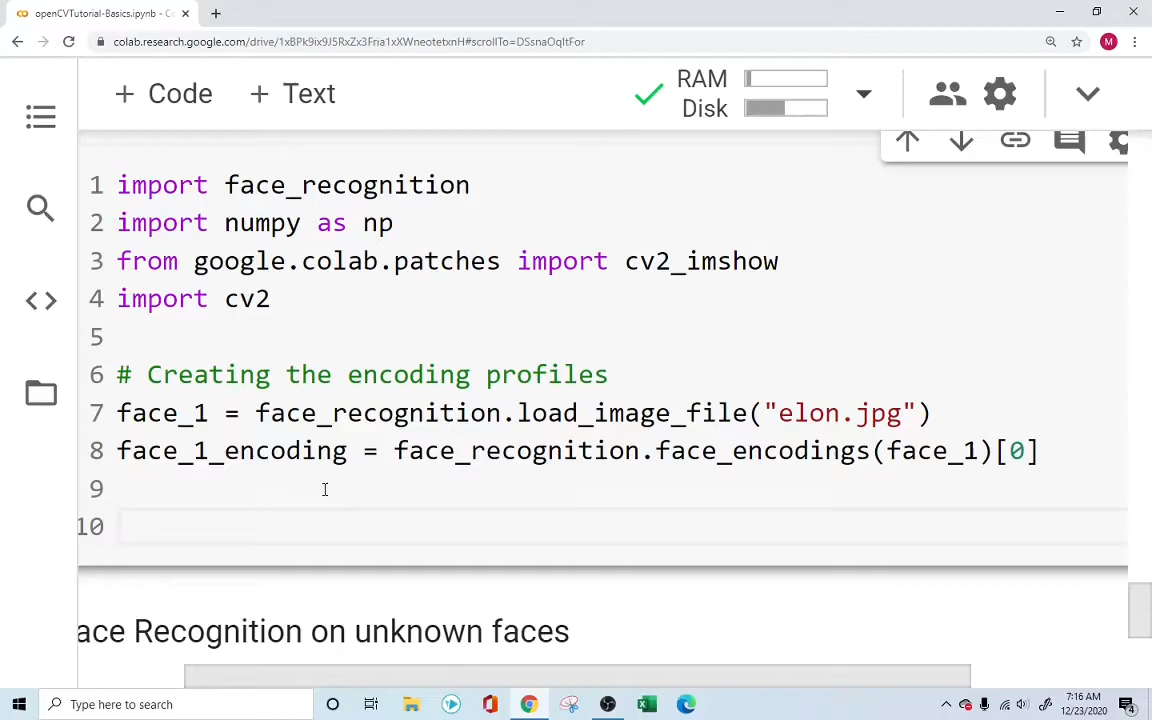 openCVTutorial-Basics.ipynb - C
colab.research.google.com/drive/1xBPk9ix9J5RxZx3Fria1xXWneotetxnH#scrollTo=DSsnaOqItFor
M
+ Code + Text
RAM
Disk
1 import face_recognition
2 import numpy as np
3 from google.colab.patches import cv2_imshow
4 import cv2
5
6 # Creating the encoding profiles
7 face_1 = face_recognition.load_image_file("elon.jpg")
8 face_1_encoding = face_recognition.face_encodings(face_1)[0]
9
10
ace Recognition on unknown faces
Type here to search
7:16 AM
12/23/2020
4